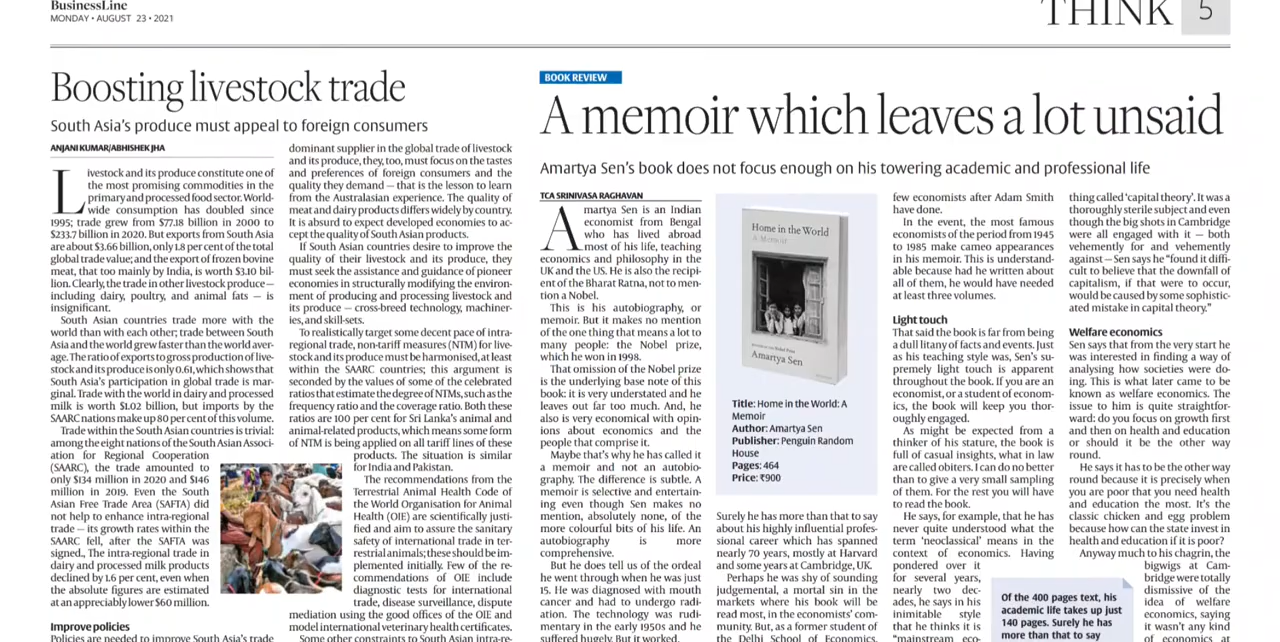 BusinessLine
MONDAY • AUGUST 23 • 2021
THINK 5
Boosting livestock trade
South Asia's produce must appeal to foreign consumers
ANJANI KUMAR/ABHISHEK JHA
Livestock and its produce constitute one of
the most promising commodities in the
primary and processed food sector. World-
wide consumption has doubled since
1995; trade grew from $77.18 billion in 2000 to
$233.7 billion in 2020. But exports from South Asia
are about $3.66 billion, only 1.8 per cent of the total
global trade value; and the export of frozen bovine
meat, that too mainly by India, is worth $3.10 bil-
lion. Clearly, the trade in other livestock produce —
including dairy, poultry, and animal fats — is
insignificant.
South Asian countries trade more with the
world than with each other; trade between South
Asia and the world grew faster than the world aver-
age. The ratio of exports to gross production of live-
stock and its produce is only 0.61, which shows that
South Asia's participation in global trade is mar-
ginal. Trade with the world in dairy and processed
milk is worth $1.02 billion, but imports by the
SAARC nations make up 80 percent of this volume.
Trade within the South Asian countries is trivial:
among the eight nations of the South Asian Associ-
ation for Regional Cooperation
(SAARC), the trade amounted to
only $134 million in 2020 and $146
million in 2019. Even the South
Asian Free Trade Area (SAFTA) did
not help to enhance intra-regional
trade — its growth rates within the
SAARC fell, after the SAFTA was
signed., The intra-regional trade in
dairy and processed milk products
declined by 1.6 per cent, even when
the absolute figures are estimated
at an appreciably lower $60 million.
Improve policies
Policies are needed to improve South Asia's trade
dominant supplier in the global trade of livestock
and its produce, they, too, must focus on the tastes
and preferences of foreign consumers and the
quality they demand — that is the lesson to learn
from the Australasian experience. The quality of
meat and dairy products differs widely by country.
It is absurd to expect developed economies to ac-
cept the quality of South Asian products.
If South Asian countries desire to improve the
quality of their livestock and its produce, they
must seek the assistance and guidance of pioneer
economies in structurally modifying the environ-
ment of producing and processing livestock and
its produce — cross-breed technology, machiner-
ies, and skill-sets.
To realistically target some decent pace of intra-
regional trade, non-tariff measures (NTM) for live-
stock and its produce must be harmonised, at least
within the SAARC countries; this argument is
seconded by the values of some of the celebrated
ratios that estimate the degree of NTMs, such as the
frequency ratio and the coverage ratio. Both these
ratios are 100 per cent for Sri Lanka's animal and
animal-related products, which means some form
of NTM is being applied on all tariff lines of these
products. The situation is similar
for India and Pakistan.
The recommendations from the
Terrestrial Animal Health Code of
the World Organisation for Animal
Health (OIE) are scientifically justi-
fied and aim to assure the sanitary
safety of international trade in ter-
restrial animals; these should be im-
plemented initially. Few of the re-
commendations of OIE include
diagnostic tests for international
trade, disease surveillance, dispute
mediation using the good offices of the OIE and
model international veterinary health certificates.
Some other constraints to South Asian intra-re-
BOOK REVIEW
A memoir which leaves a lot unsaid
Amartya Sen's book does not focus enough on his towering academic and professional life
TCA SRINIVASA RAGHAVAN
Amartya Sen is an Indian
economist from Bengal
who has lived abroad
most of his life, teaching
economics and philosophy in the
UK and the US. He is also the recipi-
ent of the Bharat Ratna, not to men-
tion a Nobel.
This is his autobiography, or
memoir. But it makes no mention
of the one thing that means a lot to
many people: the Nobel prize,
which he won in 1998.
That omission of the Nobel prize
is the underlying base note of this
book: it is very understated and he
leaves out far too much. And, he
also is very economical with opin-
ions about economics and the
people that comprise it.
Maybe that's why he has called it
a memoir and not an autobio-
graphy. The difference is subtle. A
memoir is selective and entertain-
ing even though Sen makes no
mention, absolutely none, of the
more colourful bits of his life. An
autobiography is more
comprehensive.
But he does tell us of the ordeal
he went through when he was just
15. He was diagnosed with mouth
cancer and had to undergo radi-
ation. The technology was rudi-
mentary in the early 1950s and he
suffered hugely. But it worked.
Home in the World
A Memoir
Amartya Sen
Title: Home in the World: A
Memoir
Author: Amartya Sen
Publisher: Penguin Random
House
Pages: 464
Price: ₹900
Surely he has more than that to say
about his highly influential profes-
sional career which has spanned
nearly 70 years, mostly at Harvard
and some years at Cambridge, UK.
Perhaps he was shy of sounding
judgemental, a mortal sin in the
markets where his book will be
read most, in the economists' com-
munity. But, as a former student of
the Delhi School of Economics,
few economists after Adam Smith
have done.
In the event, the most famous
economists of the period from 1945
to 1985 make cameo appearances
in his memoir. This is understand-
able because had he written about
all of them, he would have needed
at least three volumes.
Light touch
That said the book is far from being
a dull litany of facts and events. Just
as his teaching style was, Sen's su-
premely light touch is apparent
throughout the book. If you are an
economist, or a student of econom-
ics, the book will keep you thor-
oughly engaged.
As might be expected from a
thinker of his stature, the book is
full of casual insights, what in law
are called obiters. I can do no better
than to give a very small sampling
of them. For the rest you will have
to read the book.
He says, for example, that he has
never quite understood what the
term 'neoclassical' means in the
context of economics. Having
pondered over it
for several years,
nearly two dec-
ades, he says in his
inimitable style
that he thinks it is
"mainstream eco-
Of the 400 pages text, his
academic life takes up just
140 pages. Surely he has
more than that to say
thing called 'capital theory'. It was a
thoroughly sterile subject and even
though the big shots in Cambridge
were all engaged with it — both
vehemently for and vehemently
against — Sen says he "found it diffi-
cult to believe that the downfall of
capitalism, if that were to occur,
would be caused by some sophistic-
ated mistake in capital theory."
Welfare economics
Sen says that from the very start he
was interested in finding a way of
analysing how societies were do-
ing. This is what later came to be
known as welfare economics. The
issue to him is quite straightfor-
ward: do you focus on growth first
and then on health and education
or should it be the other way
round.
He says it has to be the other way
round because it is precisely when
you are poor that you need health
and education the most. It's the
classic chicken and egg problem
because how can the state invest in
health and education if it is poor?
Anyway much to his chagrin, the
bigwigs at Cam-
bridge were totally
dismissive of the
idea of welfare
economics, saying
it wasn't any kind
of economics at